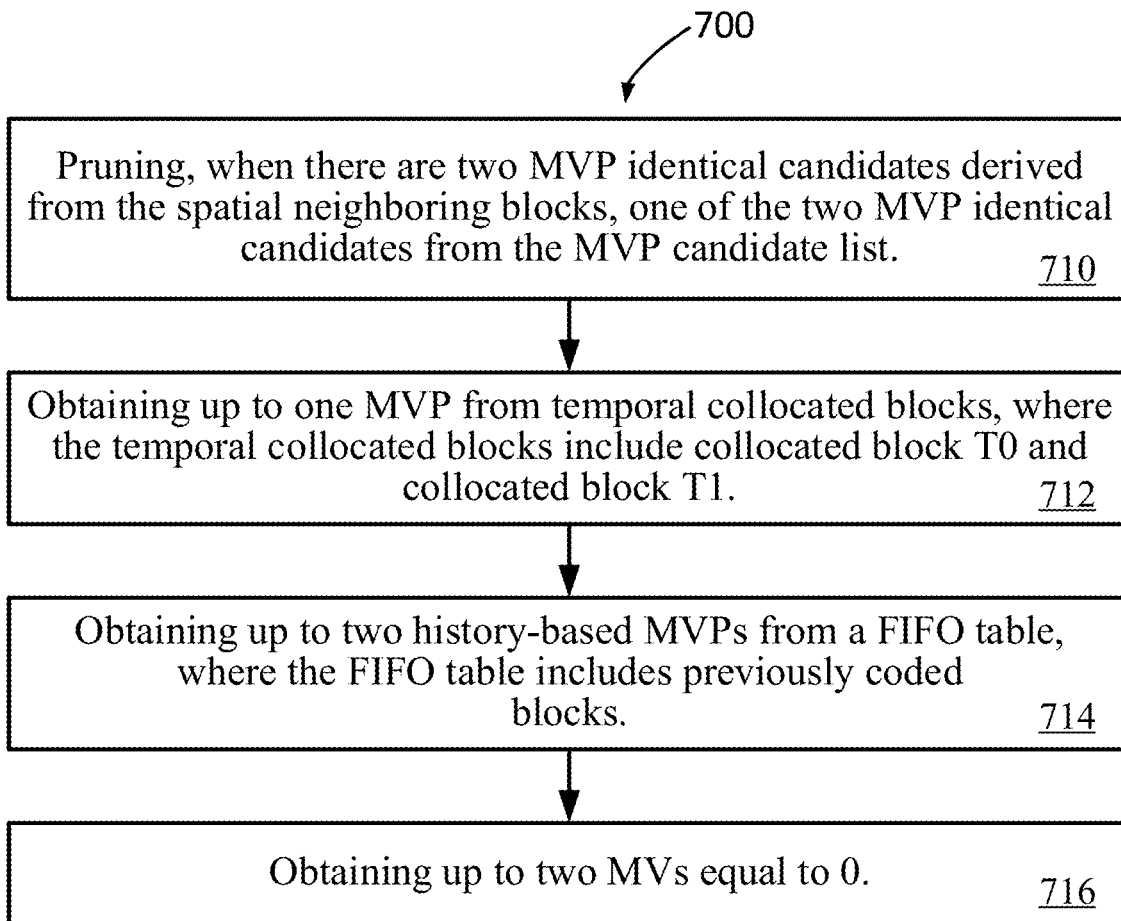 700
Pruning, when there are two MVP identical candidates derived
from the spatial neighboring blocks, one of the two MVP identical
candidates from the MVP candidate list.
710
Obtaining up to one MVP from temporal collocated blocks, where
the temporal collocated blocks include collocated block T0 and
collocated block T1.
712
Obtaining up to two history-based MVPs from a FIFO table,
where the FIFO table includes previously coded
blocks.
714
Obtaining up to two MVs equal to 0.
716